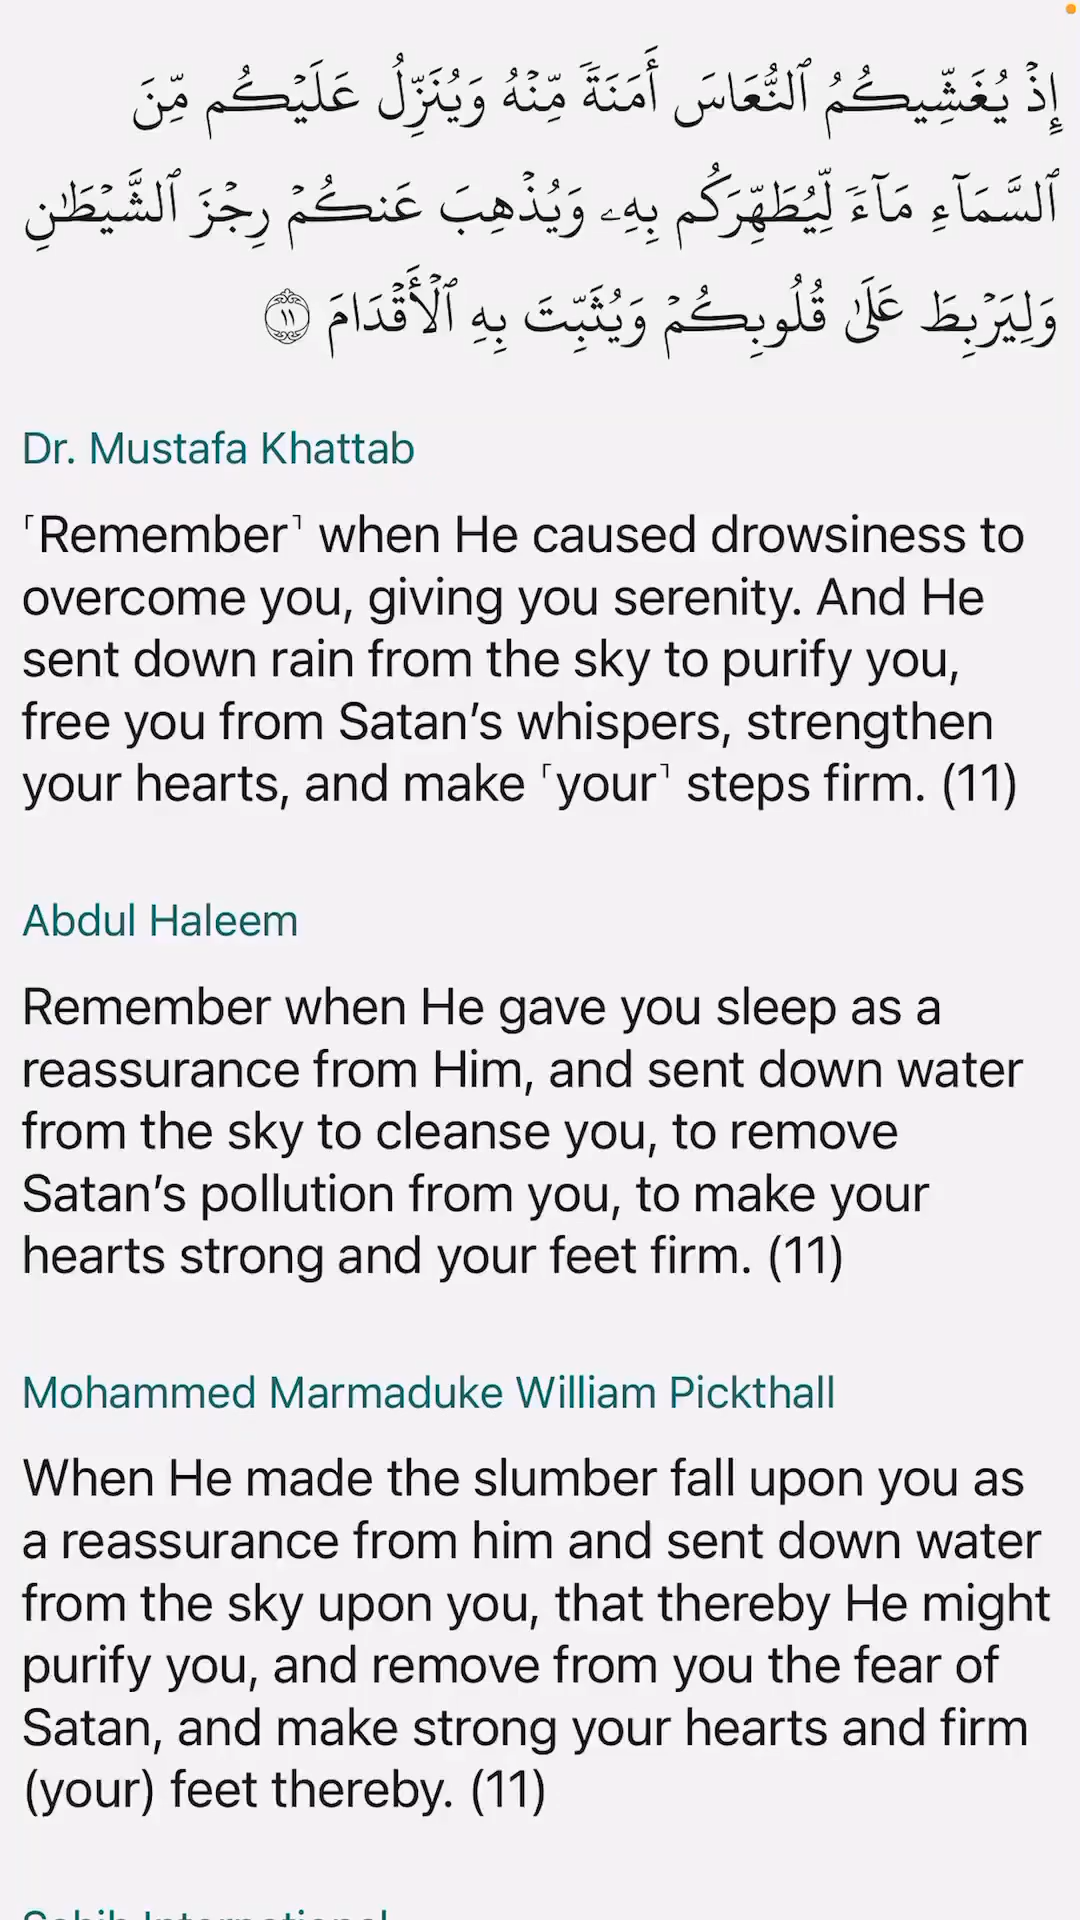 إِذْ يُغَشِّيكُمُ ٱلنُّعَاسَ أَمَنَةً مِّنْهُ وَيُنَزِّلُ عَلَيْكُم مِّنَ
ٱلسَّمَآءِ مَآءً لِّيُطَهِّرَكُم بِهِۦ وَيُذْهِبَ عَنكُمْ رِجْزَ ٱلشَّيْطَـٰنِ
وَلِيَرْبِطَ عَلَىٰ قُلُوبِكُمْ وَيُثَبِّتَ بِهِ ٱلْأَقْدَامَ ١١
Dr. Mustafa Khattab
˹Remember˺ when He caused drowsiness to
overcome you, giving you serenity. And He
sent down rain from the sky to purify you,
free you from Satan’s whispers, strengthen
your hearts, and make ˹your˺ steps firm. (11)
Abdul Haleem
Remember when He gave you sleep as a
reassurance from Him, and sent down water
from the sky to cleanse you, to remove
Satan’s pollution from you, to make your
hearts strong and your feet firm. (11)
Mohammed Marmaduke William Pickthall
When He made the slumber fall upon you as
a reassurance from him and sent down water
from the sky upon you, that thereby He might
purify you, and remove from you the fear of
Satan, and make strong your hearts and firm
(your) feet thereby. (11)
Sahih International